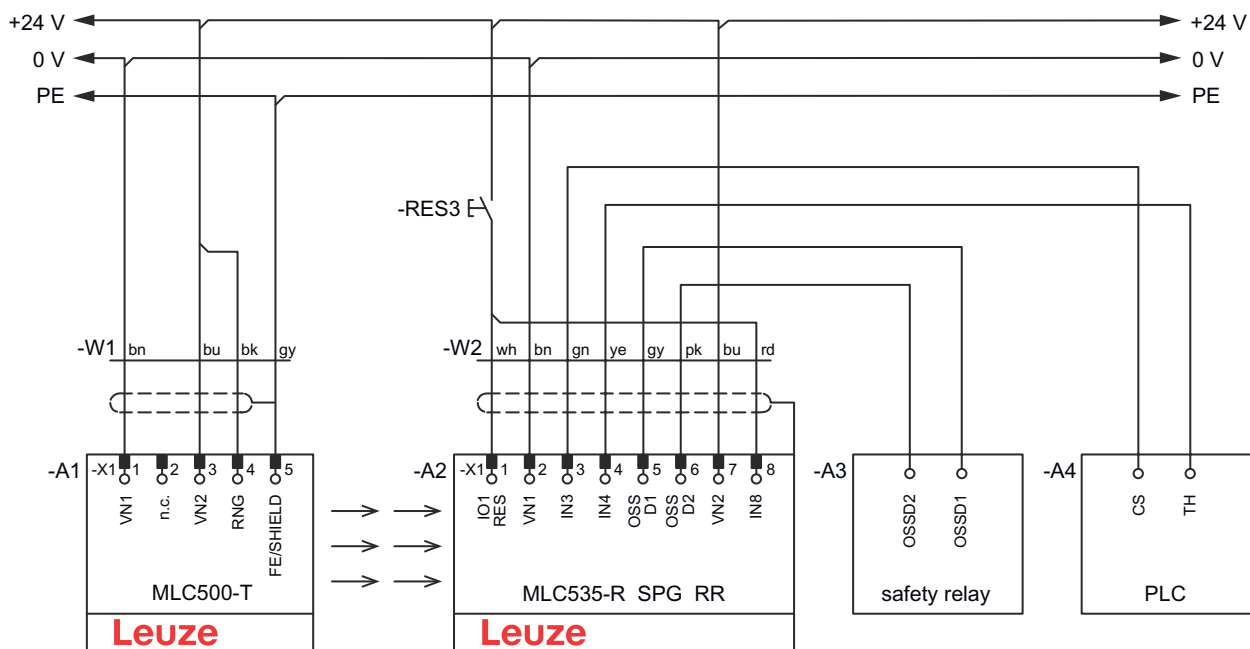 +24 V +24 V
0 V 0 V
PE PE
-RES3
-W1 bn bu bk gy -W2 wh bn gn ye gy pk bu rd
-A1 -X1 1 2 3 4 5 -A2 -X1 1 2 3 4 5 6 7 8 -A3 -A4
VN1 n.c. VN2 RNG FE/SHIELD IO1 RES VN1 IN3 IN4 OSS D1 OSS D2 VN2 IN8 OSSD2 OSSD1 CS TH
MLC500-T MLC535-R SPG RR safety relay PLC
Leuze Leuze